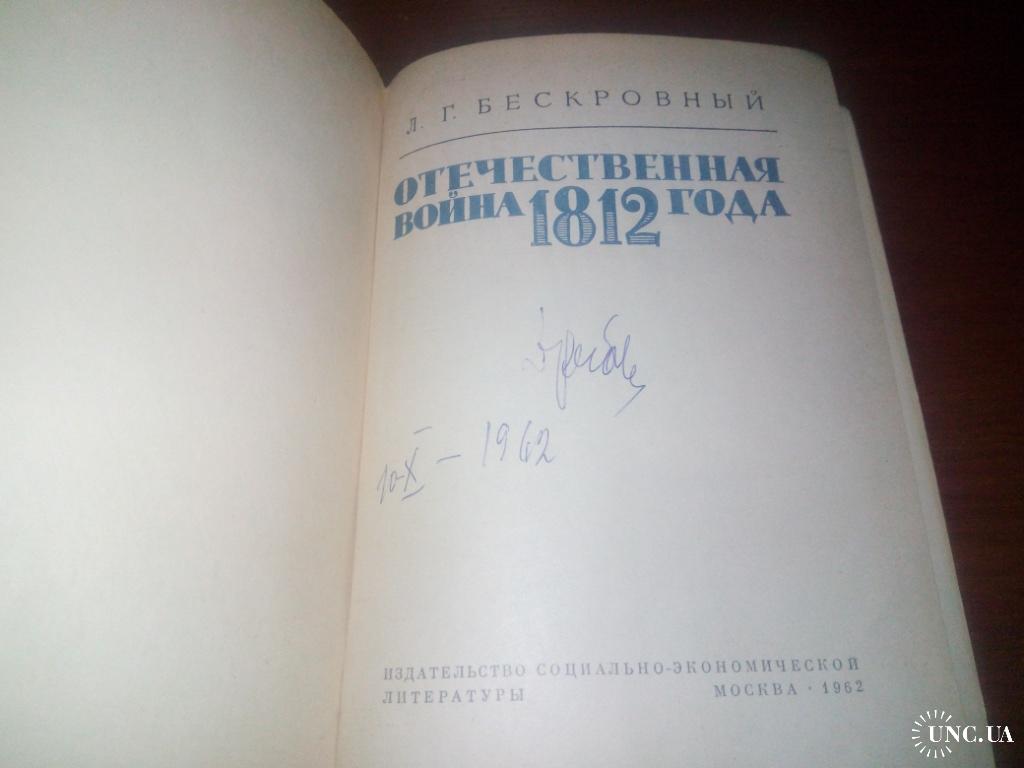 Л. Г. БЕСКРОВНЫЙ
ОТЕЧЕСТВЕННАЯ
ВОЙНА 1812 ГОДА
10-X — 1962
ИЗДАТЕЛЬСТВО СОЦИАЛЬНО-ЭКОНОМИЧЕСКОЙ
ЛИТЕРАТУРЫ МОСКВА · 1962
UNC.UA